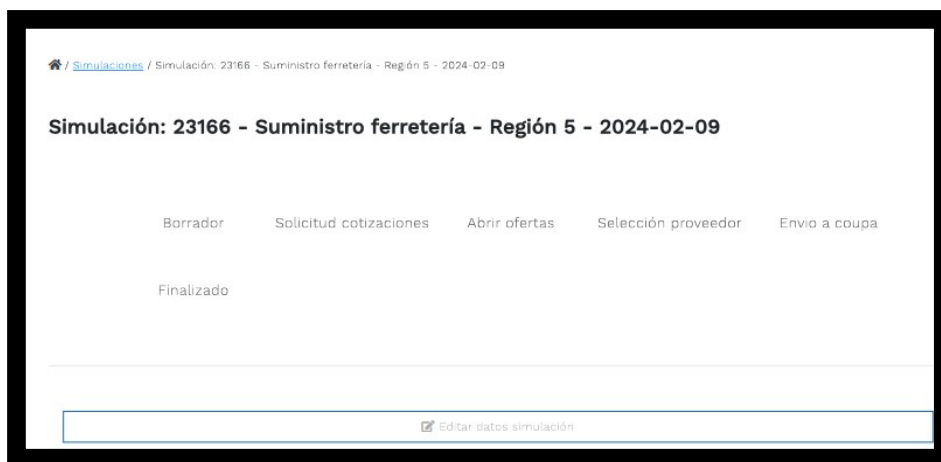 / Simulaciones / Simulación: 23166 - Suministro ferretería - Región 5 - 2024-02-09
Simulación: 23166 - Suministro ferretería - Región 5 - 2024-02-09
Borrador Solicitud cotizaciones Abrir ofertas Selección proveedor Envio a coupa
Finalizado
Editar datos simulación